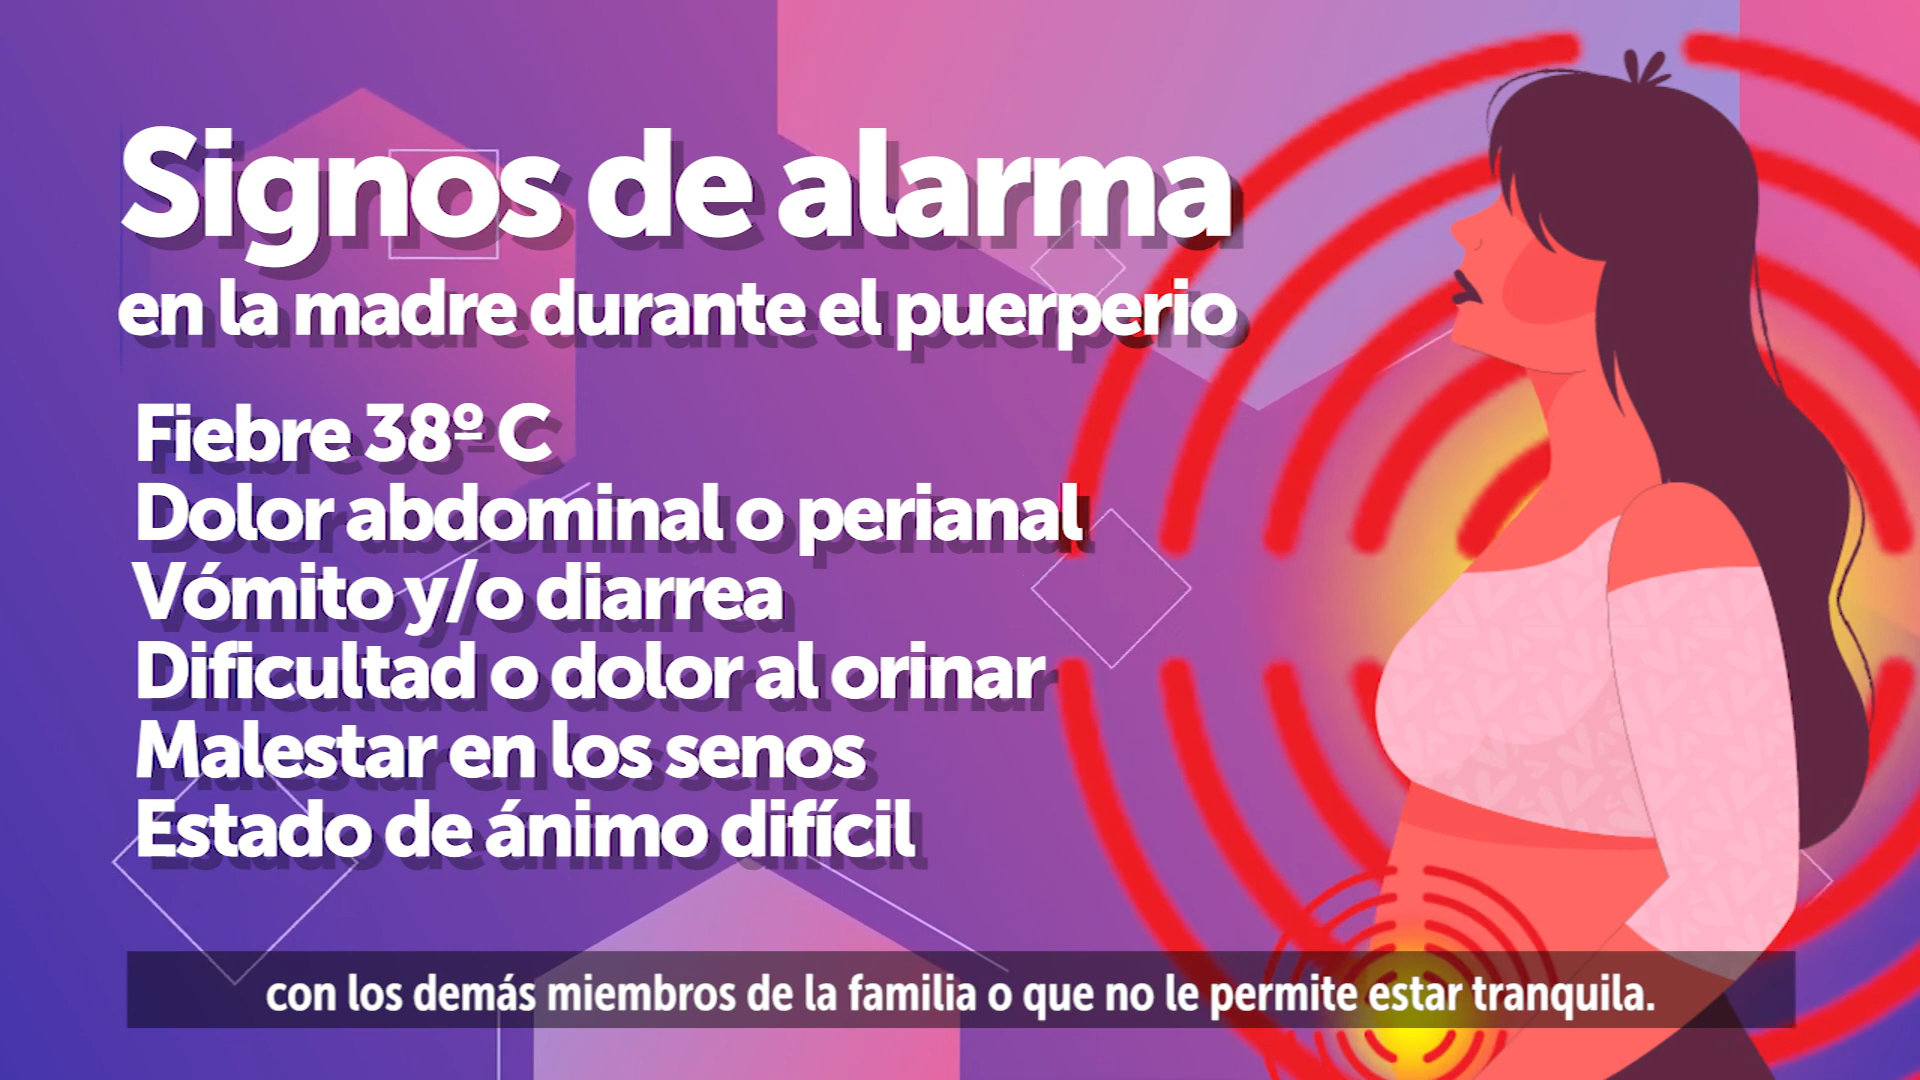 Signos de alarma
en la madre durante el puerperio
Fiebre 38º C
Dolor abdominal o perianal
Vómito y/o diarrea
Dificultad o dolor al orinar
Malestar en los senos
Estado de ánimo difícil
con los demás miembros de la familia o que no le permite estar tranquila.